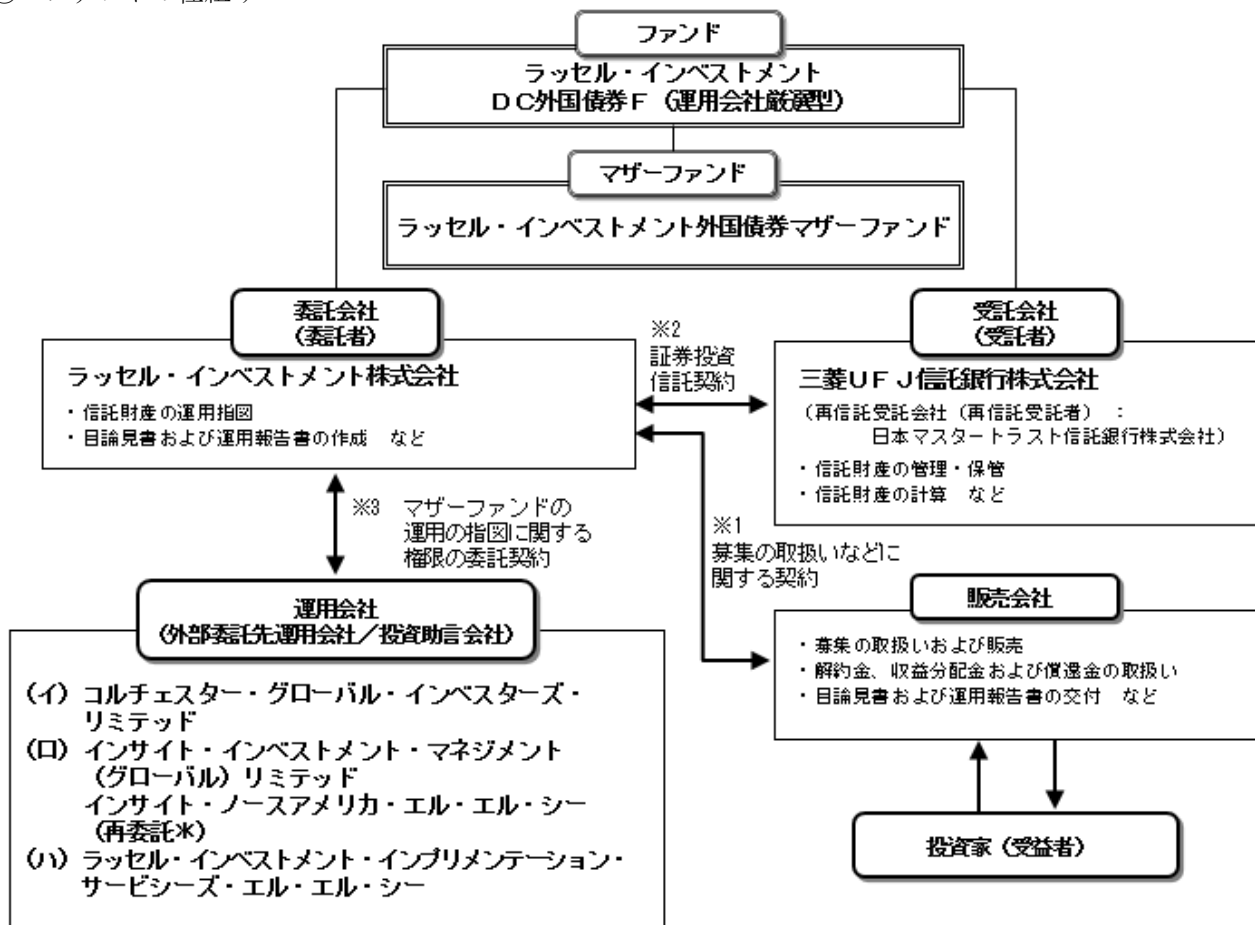 ファンド
ラッセル・インベストメント
DC外国債券F(運用会社厳選型)
マザーファンド
ラッセル・インベストメント外国債券マザーファンド
委託会社
(委託者)
ラッセル・インベストメント株式会社
・信託財産の運用指図
・目論見書および運用報告書の作成 など
※2
証券投資
信託契約
受託会社
(受託者)
三菱UFJ信託銀行株式会社
(再信託受託会社(再信託受託者) :
日本マスタートラスト信託銀行株式会社)
・信託財産の管理・保管
・信託財産の計算 など
※3 マザーファンドの
運用の指図に関する
権限の委託契約
※1
募集の取扱いなどに
関する契約
運用会社
(外部委託先運用会社/投資助言会社)
(イ) コルチェスター・グローバル・インベスターズ・
リミテッド
(ロ) インサイト・インベストメント・マネジメント
(グローバル) リミテッド
インサイト・ノースアメリカ・エル・エル・シー
(再委託*)
(ハ) ラッセル・インベストメント・インプリメンテーション・
サービシーズ・エル・エル・シー
販売会社
・募集の取扱いおよび販売
・解約金、収益分配金および償還金の取扱い
・目論見書および運用報告書の交付 など
投資家(受益者)